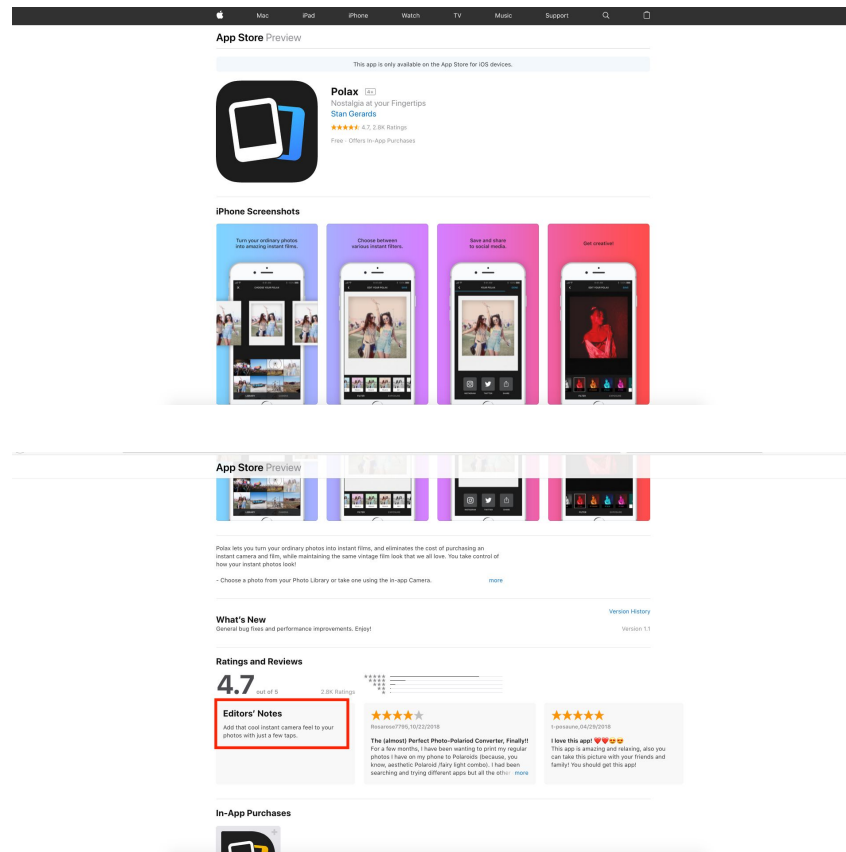 Mac iPad iPhone Watch TV Music Support
App Store Preview
This app is only available on the App Store for iOS devices.
Polax 4+
Nostalgia at your Fingertips
Stan Gerards
★★★★★ 4.7, 2.8K Ratings
Free · Offers In-App Purchases
iPhone Screenshots
Turn your ordinary photos
into amazing instant films.
Choose between
various instant filters.
Save and share
to social media.
Get creative!
App Store Preview
Polax lets you turn your ordinary photos into instant films, and eliminates the cost of purchasing an
instant camera and film, while maintaining the same vintage film look that we all love. You take control of
how your instant photos look!
- Choose a photo from your Photo Library or take one using the in-app Camera. more
What's New
Version History
General bug fixes and performance improvements. Enjoy!
Version 1.1
Ratings and Reviews
4.7 out of 5
2.8K Ratings
Editors' Notes
Add that cool instant camera feel to your
photos with just a few taps.
Rosarose7795, 10/22/2018
The (almost) Perfect Photo-Polariod Converter, Finally!!
For a few months, I have been wanting to print my regular
photos I have on my phone to Polaroids (because, you
know, aesthetic Polaroid /fairy light combo). I had been
searching and trying different apps but all the other more
t-posaune, 04/29/2018
I love this app! ❤️❤️😍😍
This app is amazing and relaxing, also you
can take this picture with your friends and
family! You should get this app!
In-App Purchases